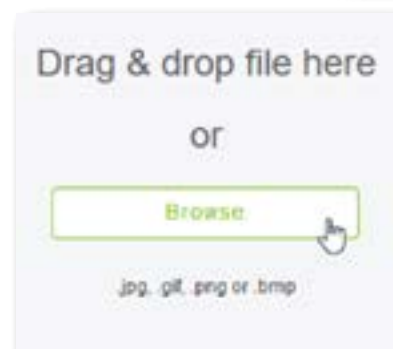 Drag & drop file here
or
Browse
.jpg, .gif, .png or .bmp